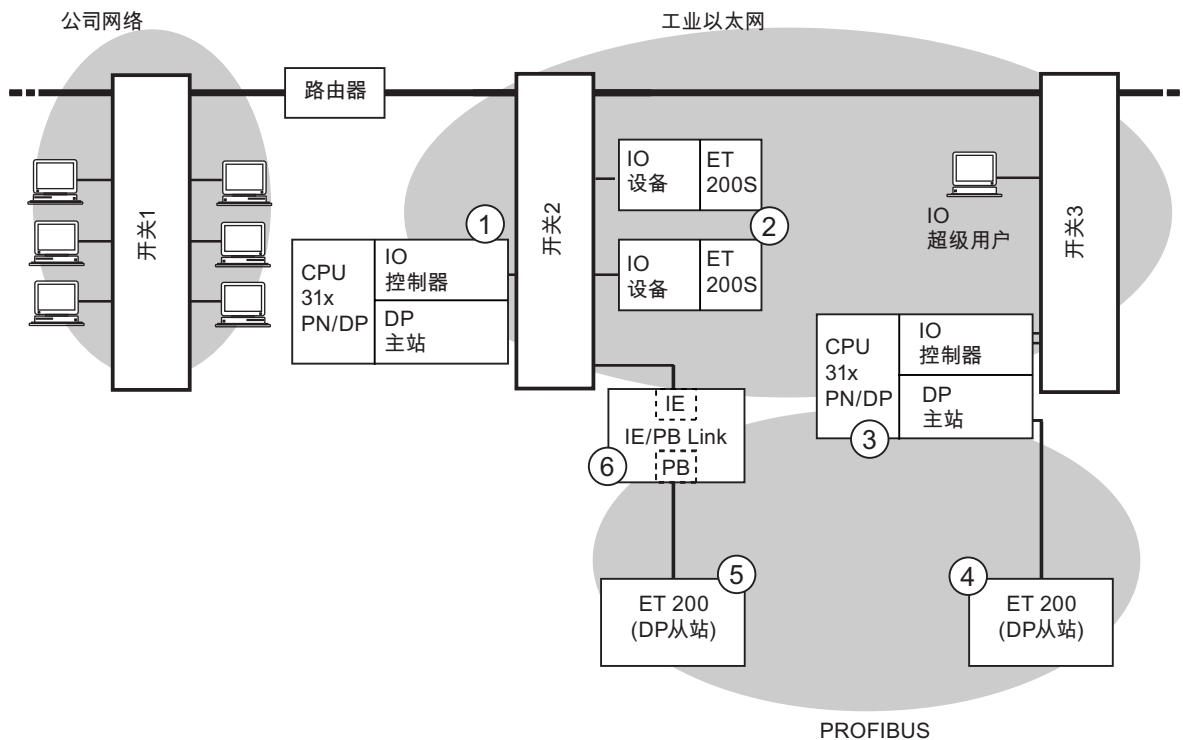 公司网络
工业以太网
路由器
开关1
开关2
开关3
IO
设备
ET
200S
IO
设备
ET
200S
①
②
CPU
31x
PN/DP
IO
控制器
DP
主站
IO
超级用户
CPU
31x
PN/DP
IO
控制器
DP
主站
③
IE
IE/PB Link
PB
⑥
⑤
ET 200
(DP从站)
④
ET 200
(DP从站)
PROFIBUS